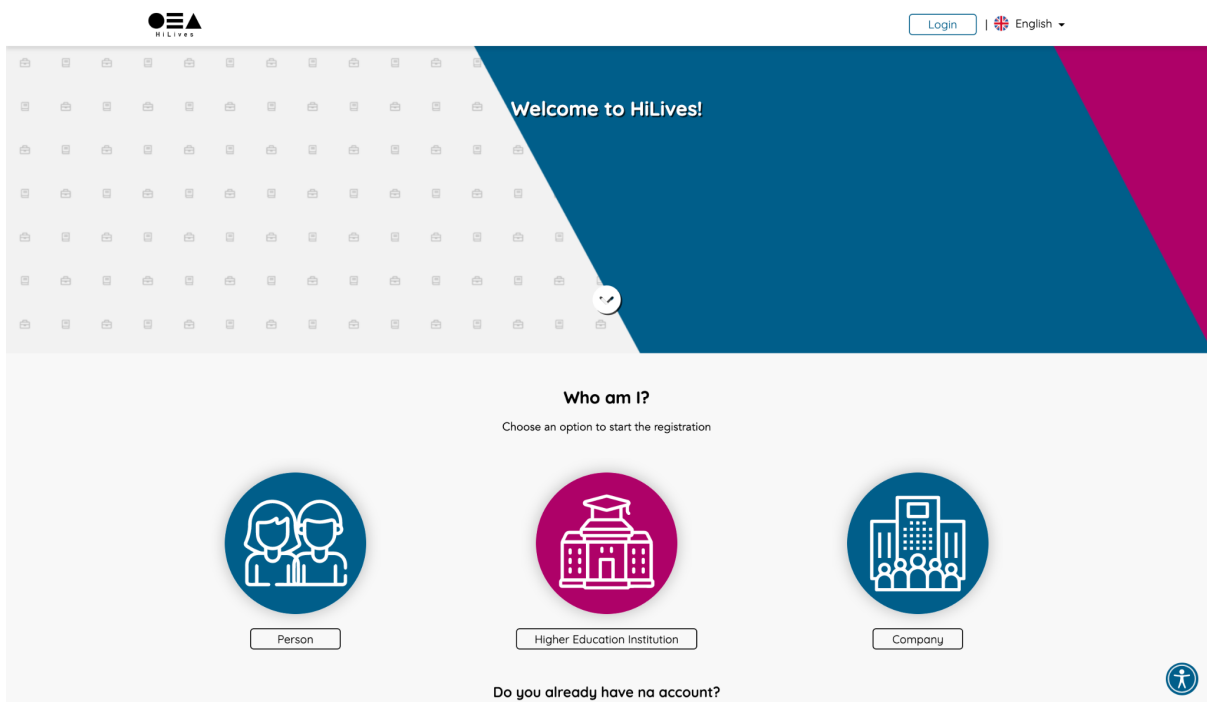 HiLives
Login | English
Welcome to HiLives!
Who am I?
Choose an option to start the registration
Person
Higher Education Institution
Company
Do you already have na account?